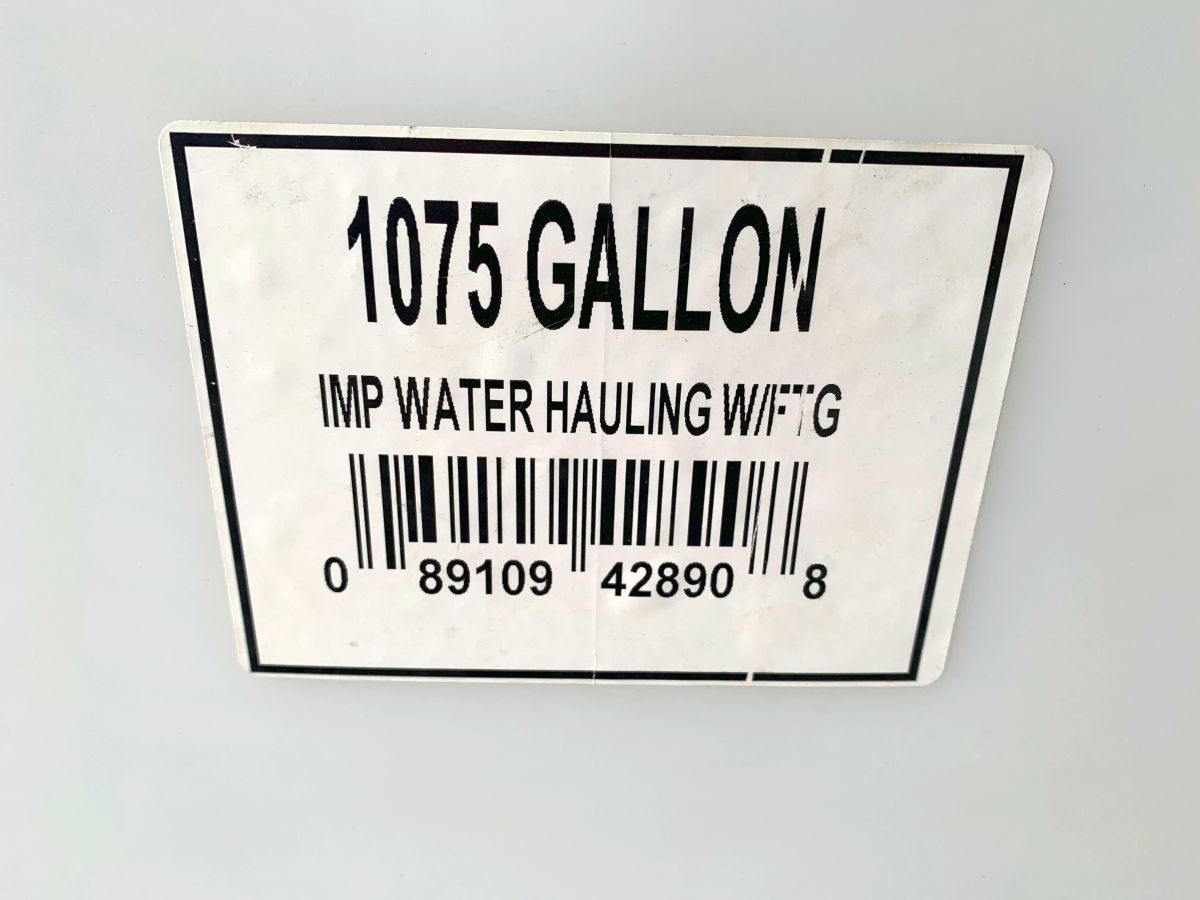 1075 GALLON
IMP WATER HAULING W/FTG
0 89109 42890 8